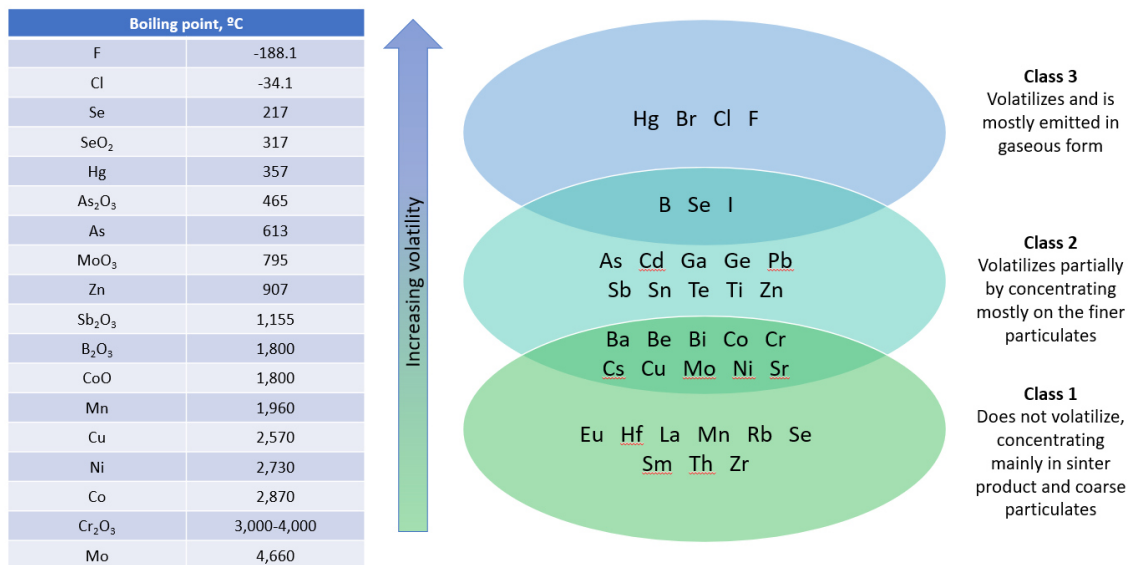 Boiling point, ºC
F -188.1
Cl -34.1
Se 217
SeO₂ 317
Hg 357
As₂O₃ 465
As 613
MoO₃ 795
Zn 907
Sb₂O₃ 1,155
B₂O₃ 1,800
CoO 1,800
Mn 1,960
Cu 2,570
Ni 2,730
Co 2,870
Cr₂O₃ 3,000-4,000
Mo 4,660
Increasing volatility
Hg Br Cl F
B Se I
As Cd Ga Ge Pb
Sb Sn Te Ti Zn
Ba Be Bi Co Cr
Cs Cu Mo Ni Sr
Eu Hf La Mn Rb Se
Sm Th Zr
Class 3
Volatilizes and is
mostly emitted in
gaseous form
Class 2
Volatilizes partially
by concentrating
mostly on the finer
particulates
Class 1
Does not volatilize,
concentrating
mainly in sinter
product and coarse
particulates